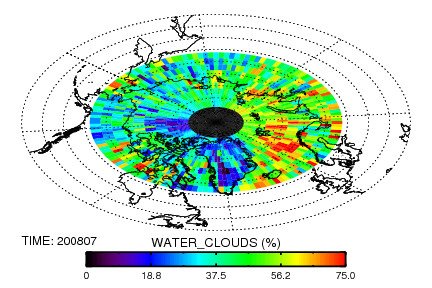 TIME: 200807
WATER_CLOUDS (%)
0 18.8 37.5 56.2 75.0